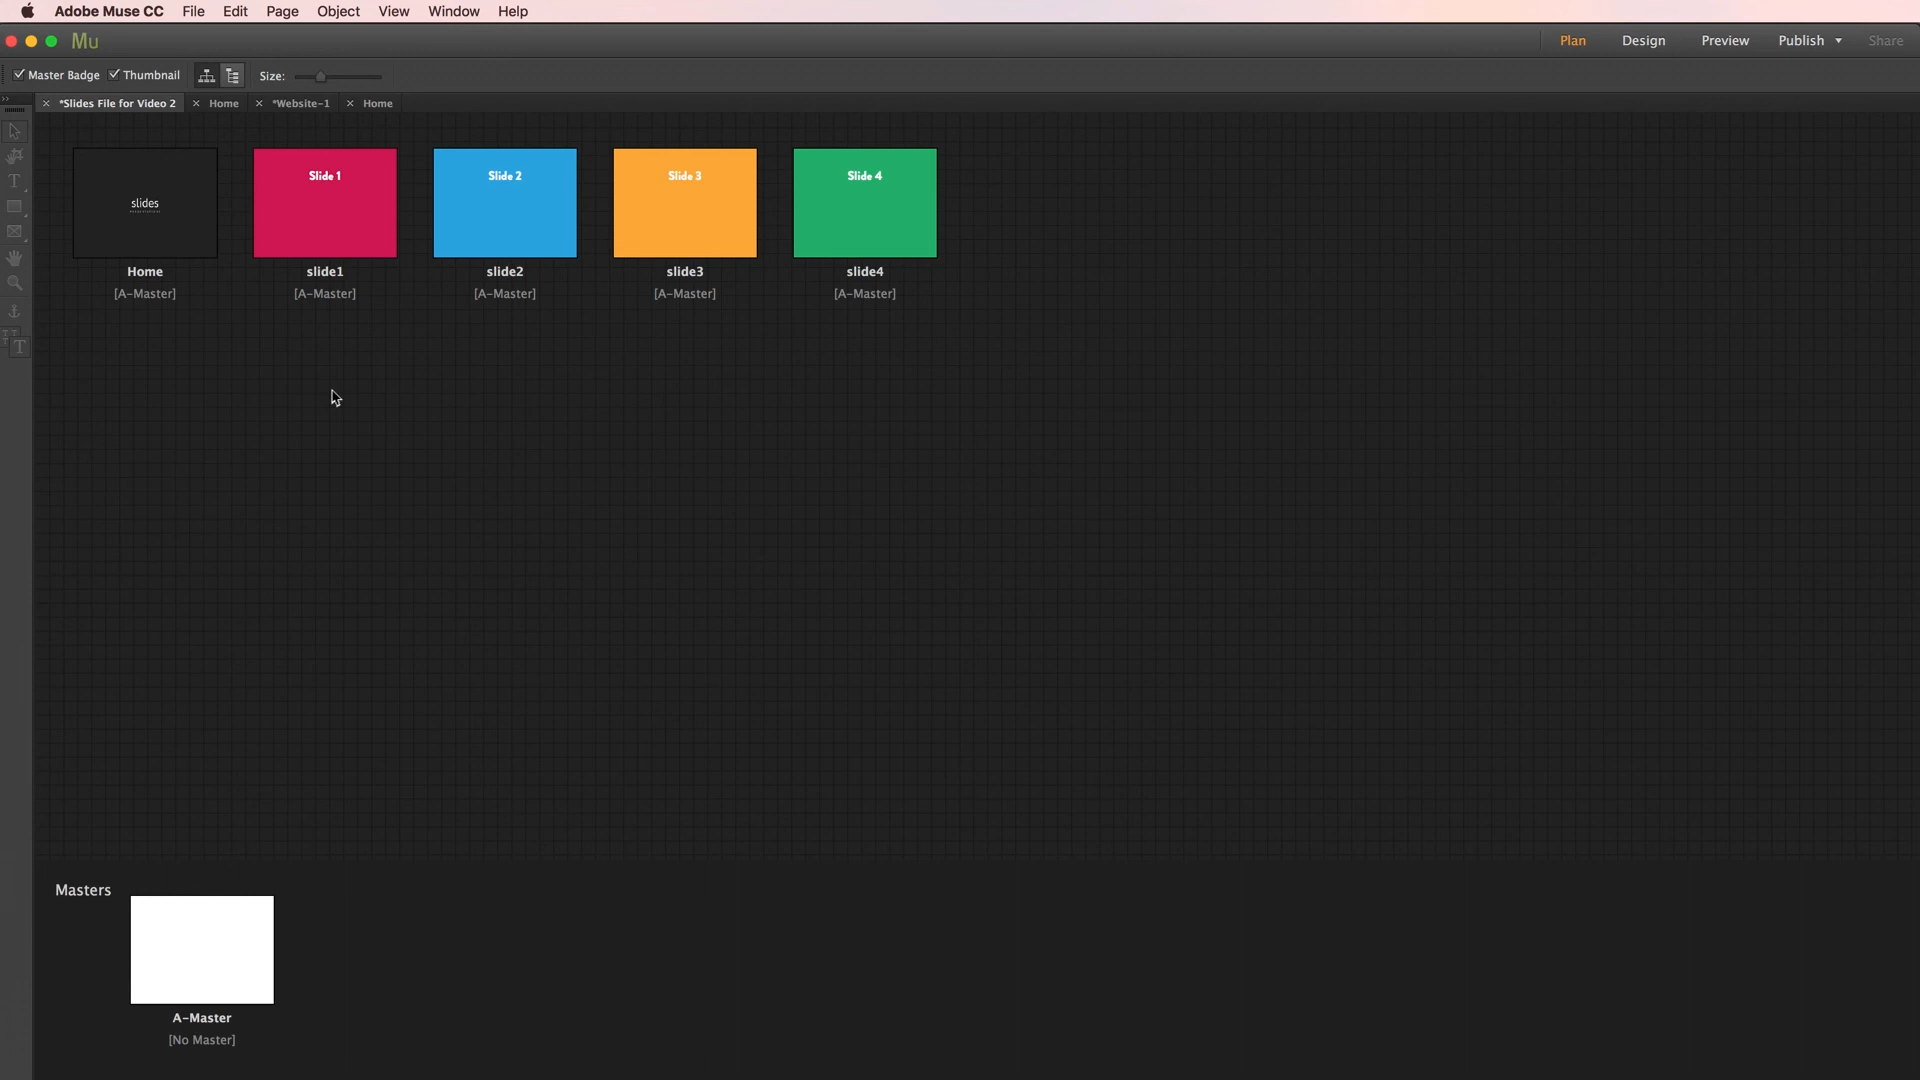 Adobe Muse CC File Edit Page Object View Window Help
Mu Plan Design Preview Publish Share
Master Badge Thumbnail Size:
*Slides File for Video 2 Home *Website-1 Home
slides Slide 1 Slide 2 Slide 3 Slide 4
Home slide1 slide2 slide3 slide4
[A-Master] [A-Master] [A-Master] [A-Master] [A-Master]
Masters
A-Master
[No Master]